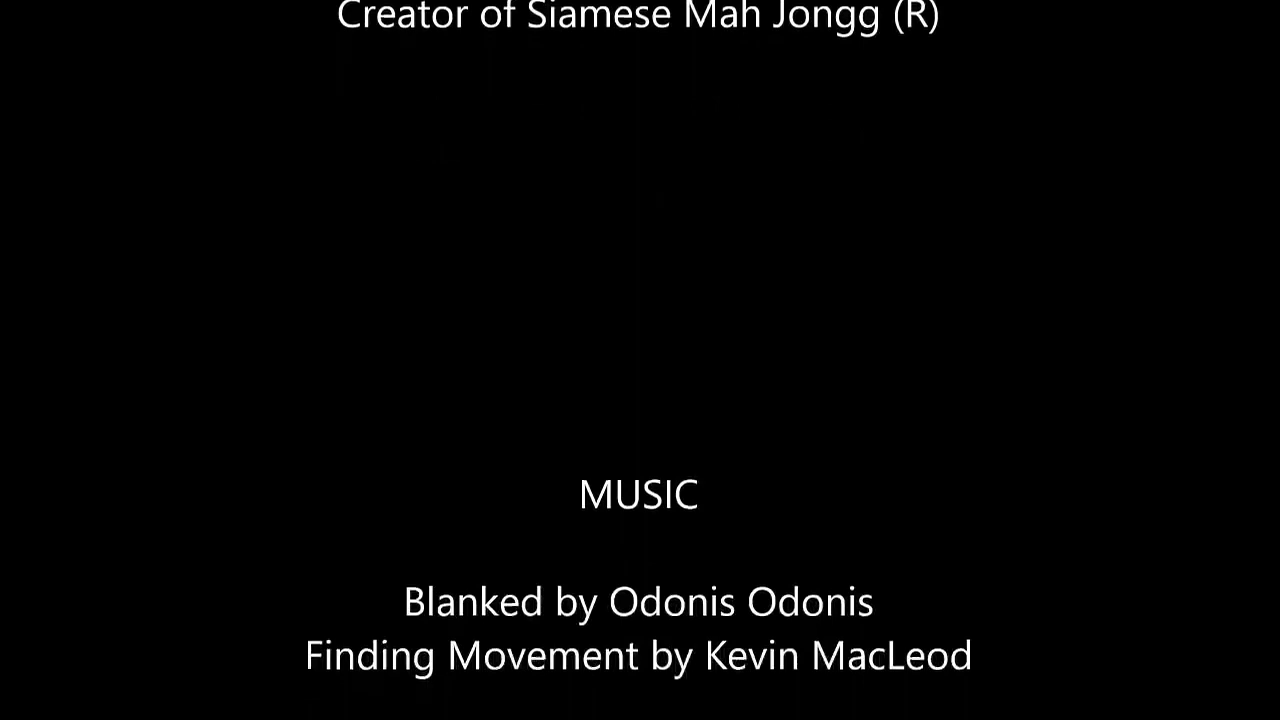 Creator of Siamese Mah Jongg (R)
MUSIC
Blanked by Odonis Odonis
Finding Movement by Kevin MacLeod